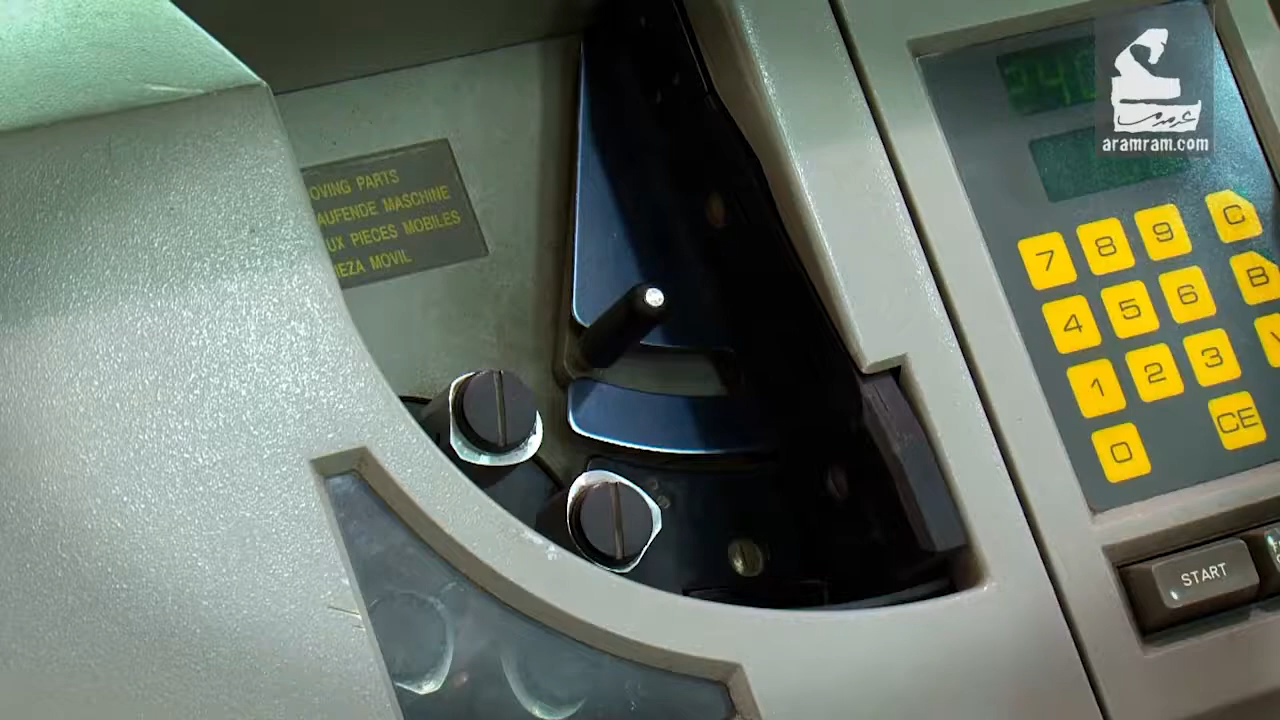 OVING PARTS
AUFENDE MASCHINE
UX PIECES MOBILES
IEZA MOVIL
aramram.com
7 8 9 C
4 5 6 B
1 2 3
0 CE
START